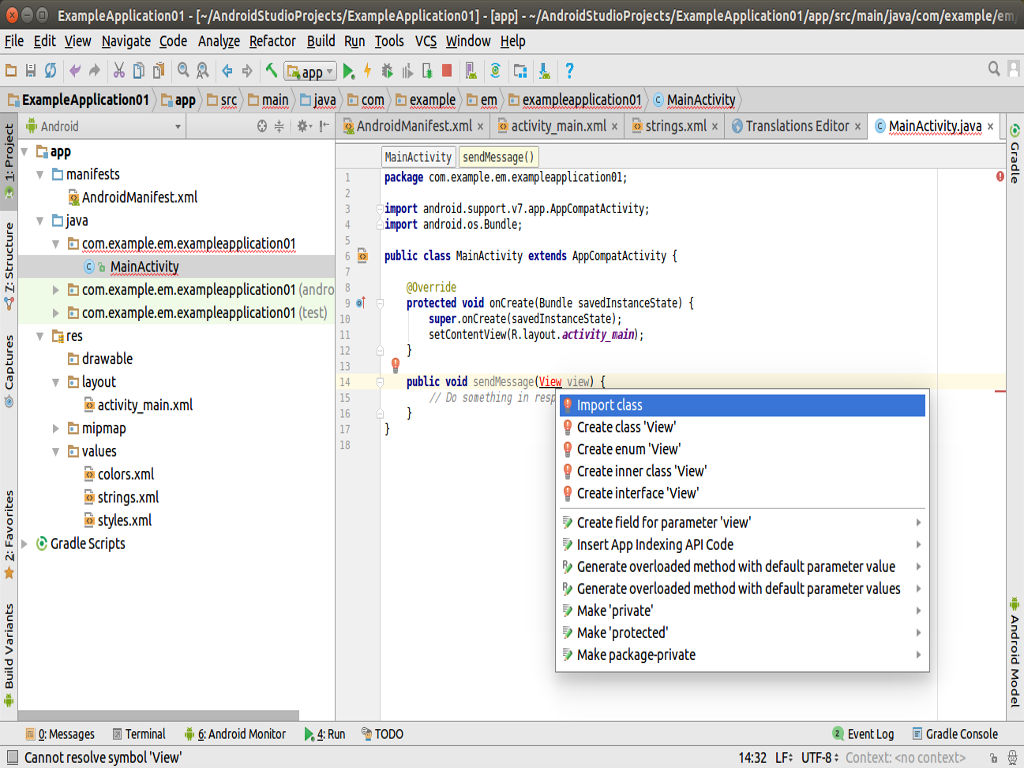 ExampleApplication01 - [~/AndroidStudioProjects/ExampleApplication01] - [app] - ~/AndroidStudioProjects/ExampleApplication01/app/src/main/java/com/example/em/
File Edit View Navigate Code Analyze Refactor Build Run Tools VCS Window Help
app
ExampleApplication01 app src main java com example em exampleapplication01 MainActivity
Android
AndroidManifest.xml × activity_main.xml × strings.xml × Translations Editor × MainActivity.java ×
1: Project
Z: Structure
Captures
2: Favorites
Build Variants
app
manifests
AndroidManifest.xml
java
com.example.em.exampleapplication01
MainActivity
com.example.em.exampleapplication01 (andro
com.example.em.exampleapplication01 (test)
res
drawable
layout
activity_main.xml
mipmap
values
colors.xml
strings.xml
styles.xml
Gradle Scripts
MainActivity sendMessage()
1 package com.example.em.exampleapplication01;
2
3 import android.support.v7.app.AppCompatActivity;
4 import android.os.Bundle;
5
6 public class MainActivity extends AppCompatActivity {
7
8 @Override
9 protected void onCreate(Bundle savedInstanceState) {
10 super.onCreate(savedInstanceState);
11 setContentView(R.layout.activity_main);
12 }
13
14 public void sendMessage(View view) {
15 // Do something in resp
16 }
17 }
18
Import class
Create class 'View'
Create enum 'View'
Create inner class 'View'
Create interface 'View'
Create field for parameter 'view'
Insert App Indexing API Code
Generate overloaded method with default parameter value
Generate overloaded method with default parameter values
Make 'private'
Make 'protected'
Make package-private
Gradle
Android Model
0: Messages Terminal 6: Android Monitor 4: Run TODO 2 Event Log Gradle Console
Cannot resolve symbol 'View' 14:32 LF UTF-8 Context: <no context>